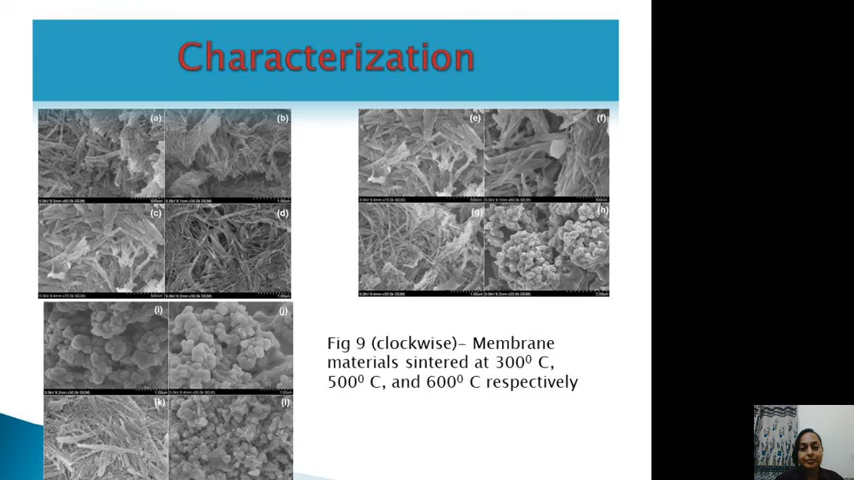 Characterization
(a)
(b)
(c)
(d)
(e)
(f)
(g)
(h)
(i)
(j)
(k)
(l)
Fig 9 (clockwise)- Membrane
materials sintered at 300⁰ C,
500⁰ C, and 600⁰ C respectively